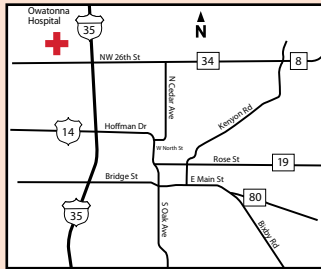 Owatonna
Hospital
35
N
NW 26th St
34
8
N Cedar Ave
Kenyon Rd
14
Hoffman Dr
W North St
Rose St
19
Bridge St
E Main St
80
35
S Oak Ave
Bixby Rd